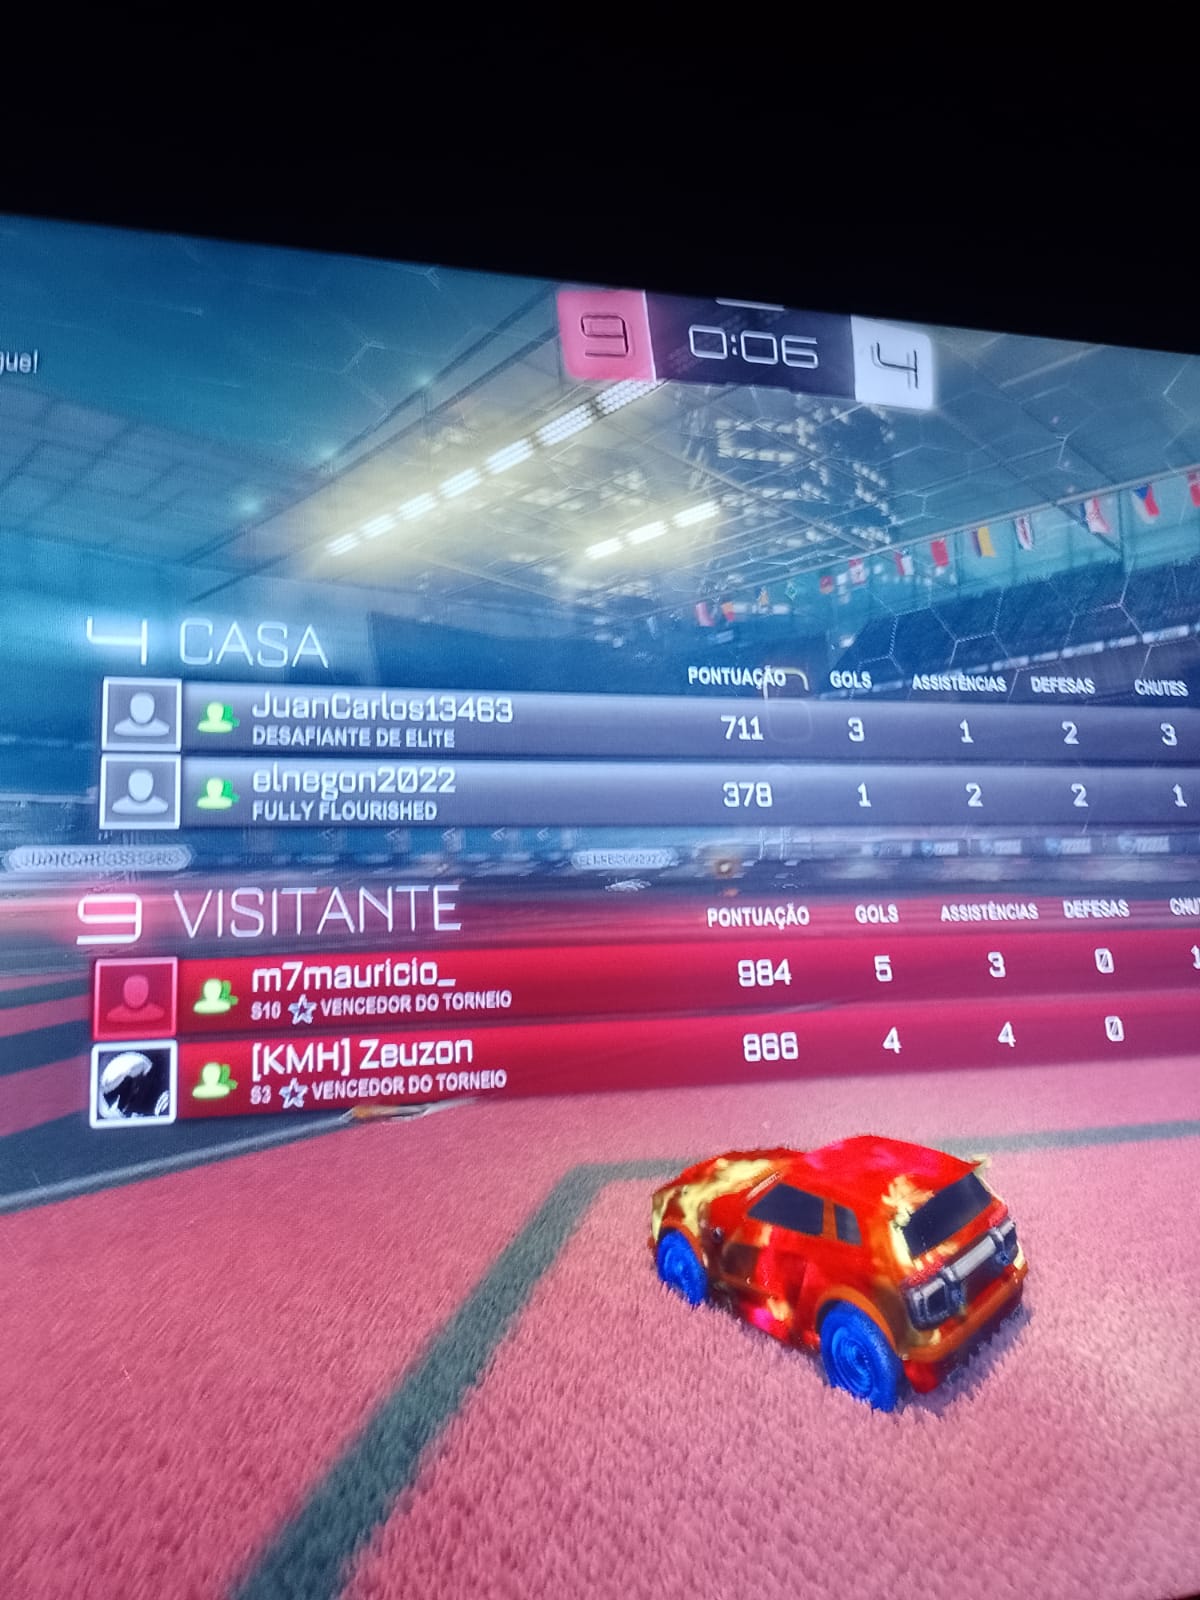 9 0:06 4
4 CASA
PONTUAÇÃO GOLS ASSISTÊNCIAS DEFESAS CHUTES
JuanCarlos13463 711 3 1 2 3
DESAFIANTE DE ELITE
elnegon2022 378 1 2 2 1
FULLY FLOURISHED
9 VISITANTE
PONTUAÇÃO GOLS ASSISTÊNCIAS DEFESAS
m7mauricio_ 984 5 3 0
S10 VENCEDOR DO TORNEIO
[KMH] Zeuzon 866 4 4 0
S3 VENCEDOR DO TORNEIO